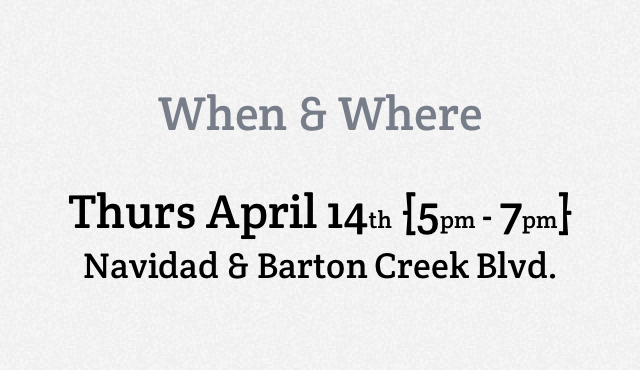 When & Where
Thurs April 14th {5pm - 7pm}
Navidad & Barton Creek Blvd.